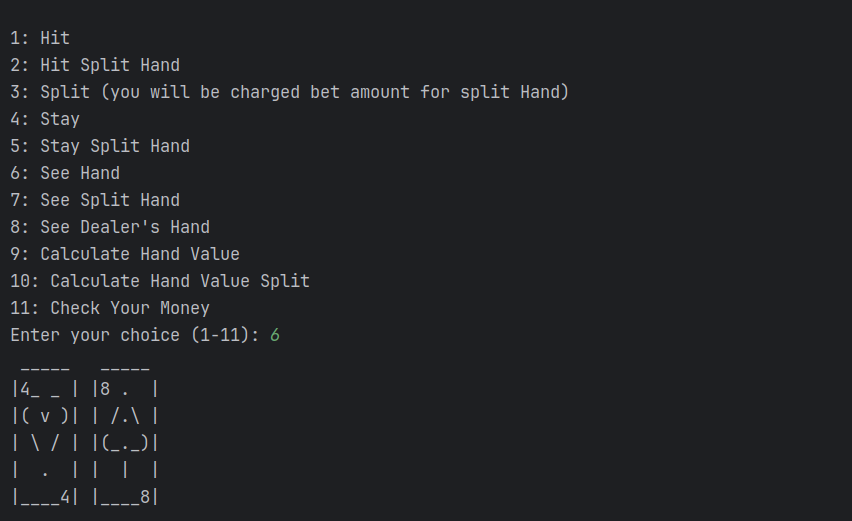 1: Hit
2: Hit Split Hand
3: Split (you will be charged bet amount for split Hand)
4: Stay
5: Stay Split Hand
6: See Hand
7: See Split Hand
8: See Dealer's Hand
9: Calculate Hand Value
10: Calculate Hand Value Split
11: Check Your Money
Enter your choice (1-11): 6
 _____   _____
|4_ _ | |8 .  |
|( v )| | /.\ |
| \ / | |(_._)|
|  .  | |  |  |
|____4| |____8|